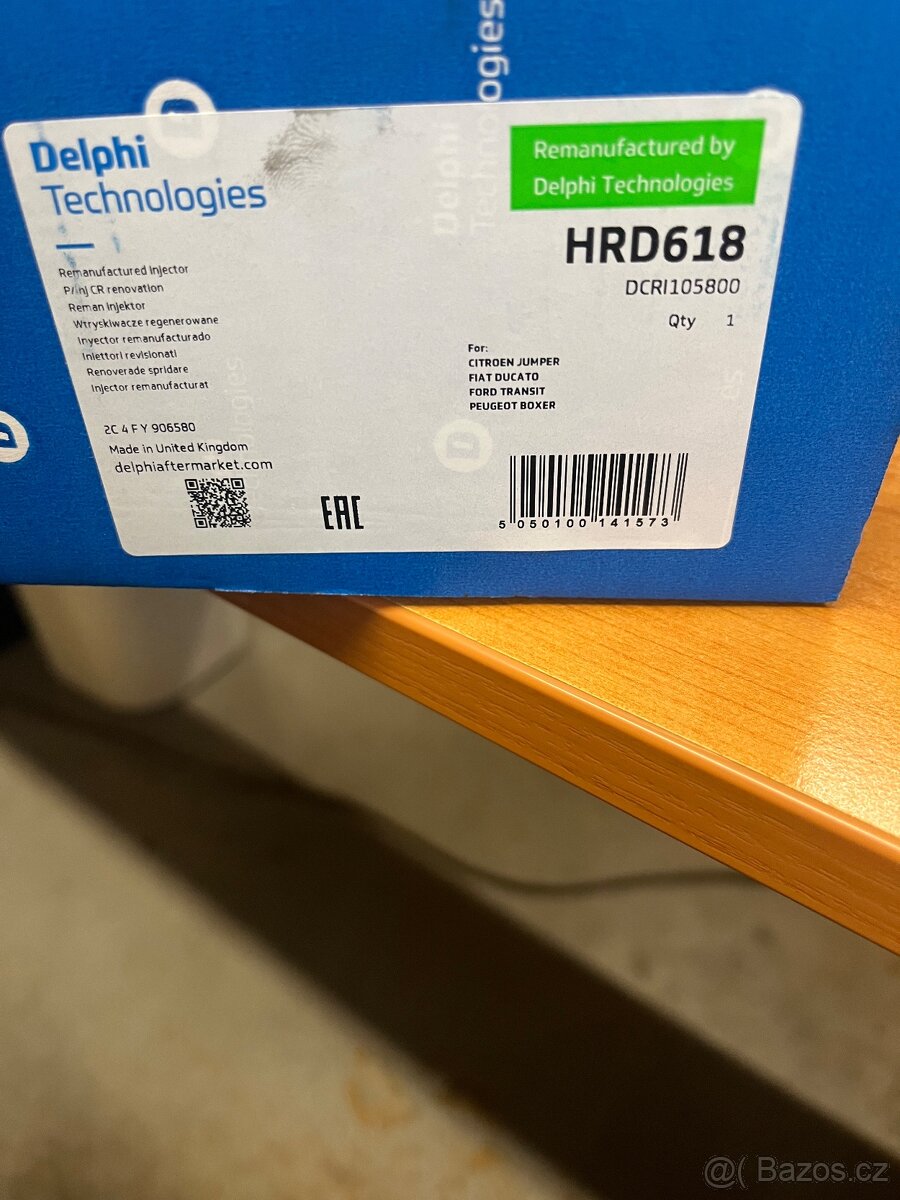 ogies
Delphi
Technologies
Remanufactured by
Delphi Technologies
HRD618
DCRI105800
Qty 1
Remanufactured Injector
P/inj CR renovation
Reman Injektor
Wtryskiwacze regenerowane
Inyector remanufacturado
Iniettori revisionati
Renoverade spridare
Injector remanufacturat
For:
CITROEN JUMPER
FIAT DUCATO
FORD TRANSIT
PEUGEOT BOXER
2C 4 F Y 906580
Made in United Kingdom
delphiaftermarket.com
EAC
5 050100 141573
@( Bazos.cz